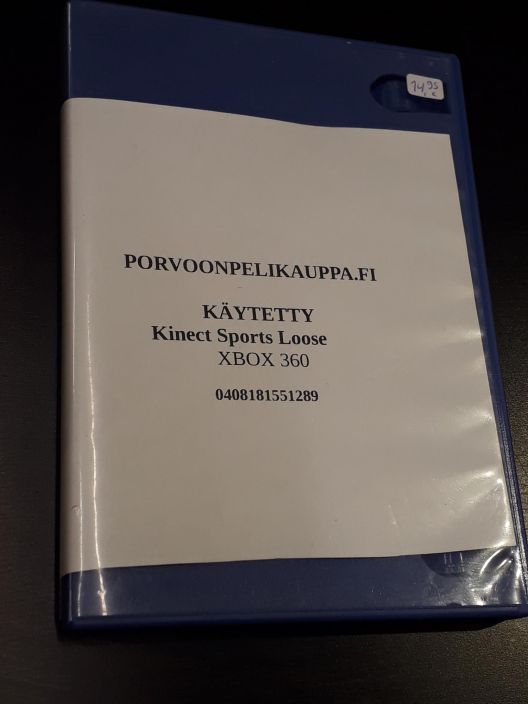 14,95
€
PORVOONPELIKAUPPA.FI
KÄYTETTY
Kinect Sports Loose
XBOX 360
0408181551289